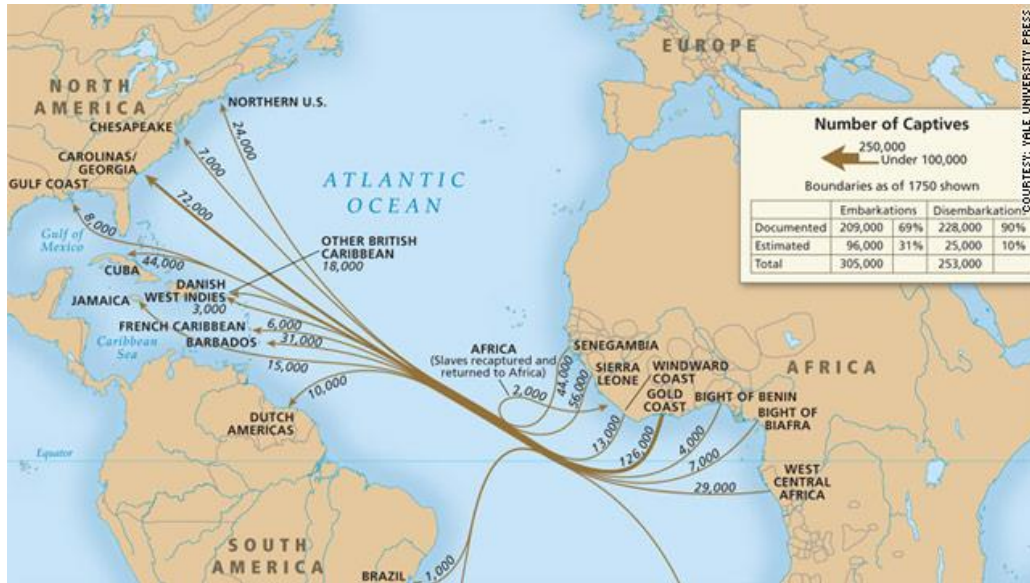 COURTESY: YALE UNIVERSITY PRESS
EUROPE
NORTH
AMERICA
NORTHERN U.S.
CHESAPEAKE
24,000
7,000
CAROLINAS/
GEORGIA
GULF COAST
72,000
8,000
ATLANTIC
OCEAN
Number of Captives
250,000
Under 100,000
Boundaries as of 1750 shown
Embarkations Disembarkations
Documented 209,000 69% 228,000 90%
Estimated 96,000 31% 25,000 10%
Total 305,000 253,000
Gulf of
Mexico
44,000
CUBA
OTHER BRITISH
CARIBBEAN
18,000
DANISH
WEST INDIES
3,000
JAMAICA
FRENCH CARIBBEAN
6,000
BARBADOS
31,000
Caribbean
Sea
15,000
10,000
DUTCH
AMERICAS
AFRICA
(Slaves recaptured and
returned to Africa)
2,000
SENEGAMBIA
44,000
56,000
SIERRA
LEONE
WINDWARD
COAST
GOLD
COAST
AFRICA
BIGHT OF BENIN
BIGHT OF
BIAFRA
13,000
126,000
4,000
7,000
29,000
WEST
CENTRAL
AFRICA
Equator
SOUTH
AMERICA
BRAZIL
1,000